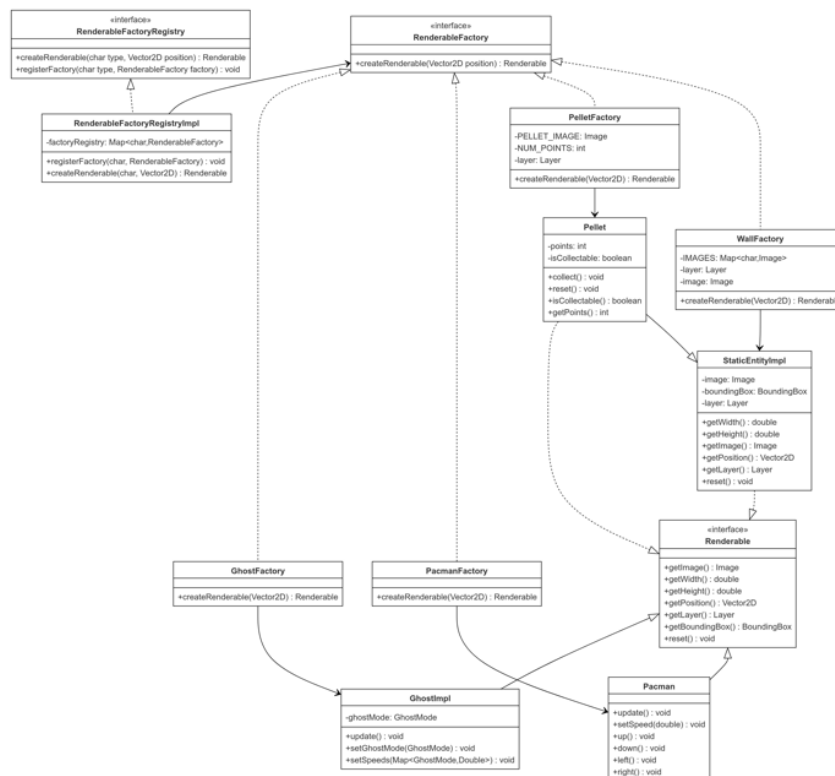 «interface»
RenderableFactoryRegistry
+createRenderable(char type, Vector2D position) : Renderable
+registerFactory(char type, RenderableFactory factory) : void
«interface»
RenderableFactory
+createRenderable(Vector2D position) : Renderable
RenderableFactoryRegistryImpl
-factoryRegistry: Map<char,RenderableFactory>
+registerFactory(char, RenderableFactory) : void
+createRenderable(char, Vector2D) : Renderable
PelletFactory
-PELLET_IMAGE: Image
-NUM_POINTS: int
-layer: Layer
+createRenderable(Vector2D) : Renderable
Pellet
-points: int
-isCollectable: boolean
+collect() : void
+reset() : void
+isCollectable() : boolean
+getPoints() : int
WallFactory
-IMAGES: Map<char,Image>
-layer: Layer
-image: Image
+createRenderable(Vector2D) : Renderable
StaticEntityImpl
-image: Image
-boundingBox: BoundingBox
-layer: Layer
+getWidth() : double
+getHeight() : double
+getImage() : Image
+getPosition() : Vector2D
+getLayer() : Layer
+reset() : void
«interface»
Renderable
+getImage() : Image
+getWidth() : double
+getHeight() : double
+getPosition() : Vector2D
+getLayer() : Layer
+getBoundingBox() : BoundingBox
+reset() : void
GhostFactory
+createRenderable(Vector2D) : Renderable
PacmanFactory
+createRenderable(Vector2D) : Renderable
GhostImpl
-ghostMode: GhostMode
+update() : void
+setGhostMode(GhostMode) : void
+setSpeeds(Map<GhostMode,Double>) : void
Pacman
+update() : void
+setSpeed(double) : void
+up() : void
+down() : void
+left() : void
+right() : void